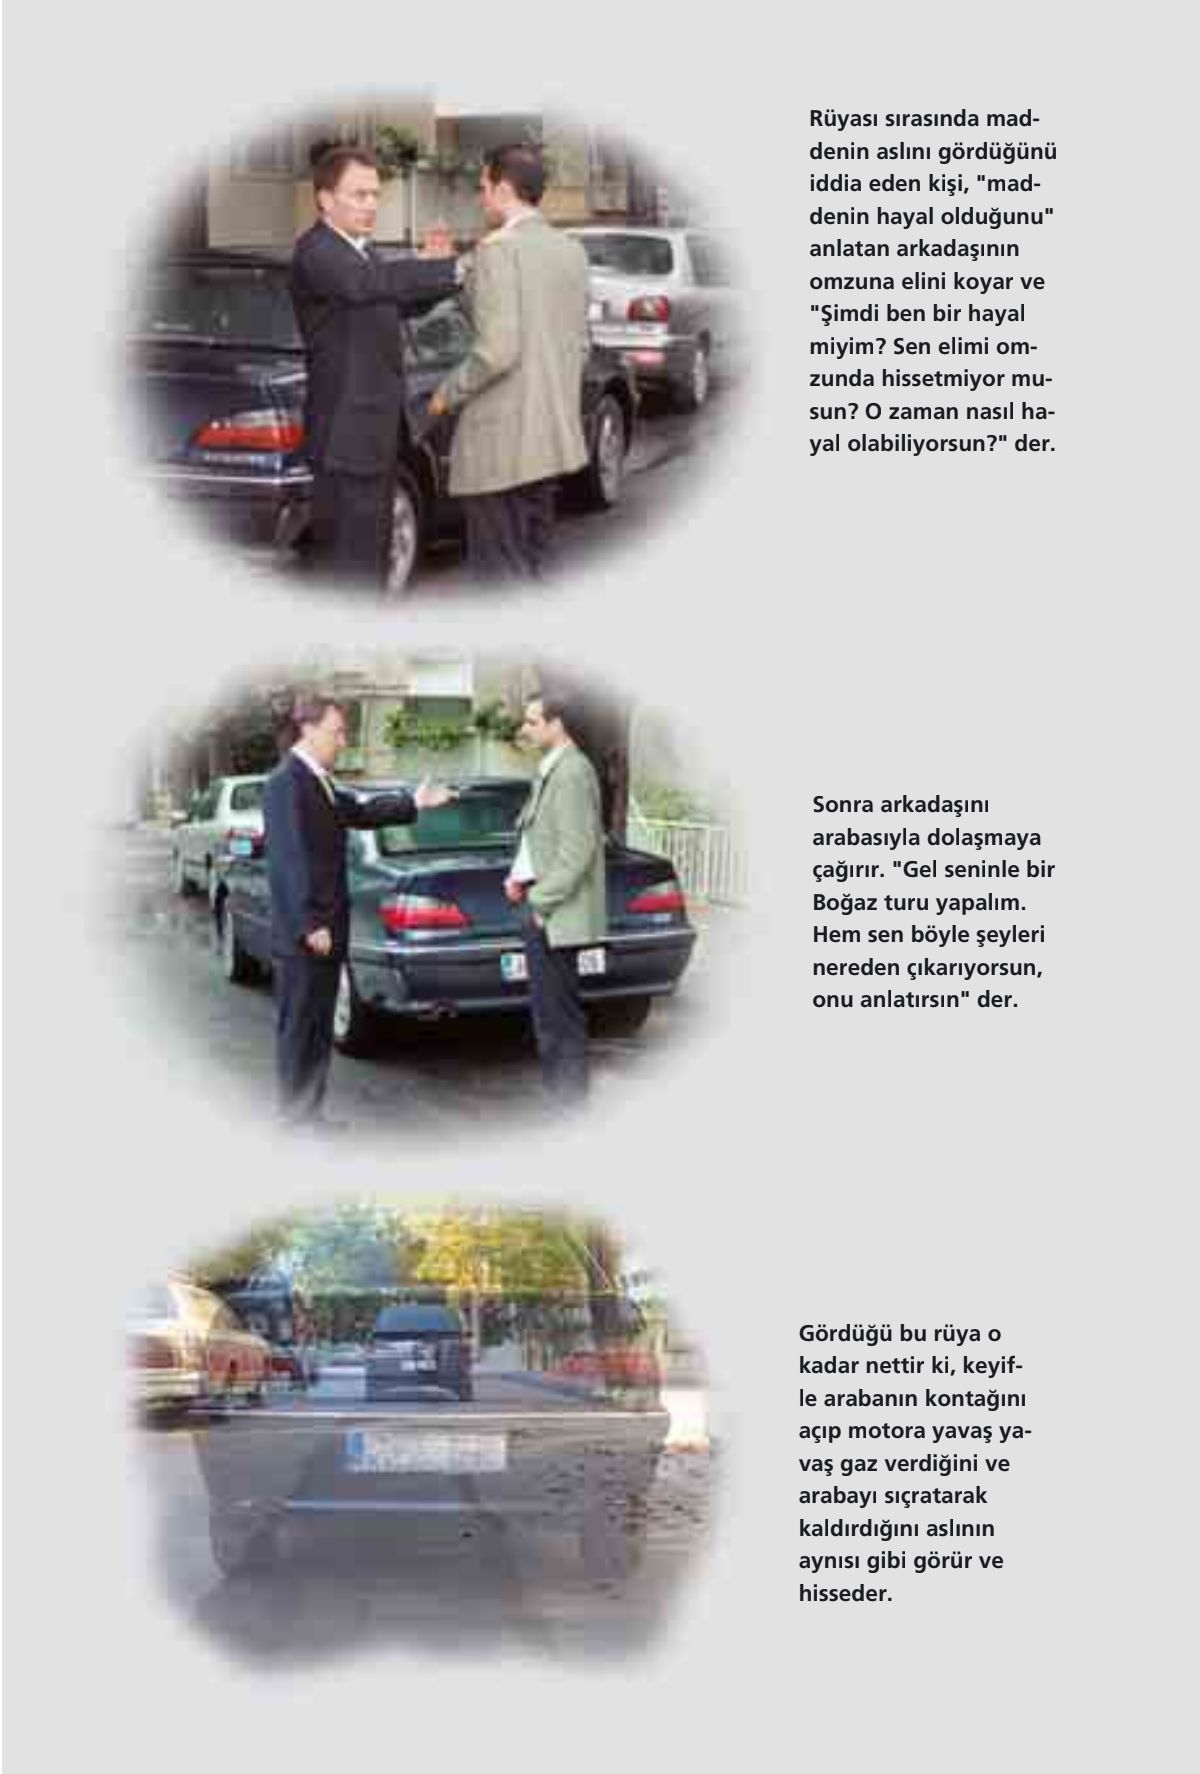 Rüyası sırasında mad-
denin aslını gördüğünü
iddia eden kişi, "mad-
denin hayal olduğunu"
anlatan arkadaşının
omzuna elini koyar ve
"Şimdi ben bir hayal
miyim? Sen elimi om-
zunda hissetmiyor mu-
sun? O zaman nasıl ha-
yal olabiliyorsun?" der.
Sonra arkadaşını
arabasıyla dolaşmaya
çağırır. "Gel seninle bir
Boğaz turu yapalım.
Hem sen böyle şeyleri
nereden çıkarıyorsun,
onu anlatırsın" der.
Gördüğü bu rüya o
kadar nettir ki, keyif-
le arabanın kontağını
açıp motora yavaş ya-
vaş gaz verdiğini ve
arabayı sıçratarak
kaldırdığını aslının
aynısı gibi görür ve
hisseder.